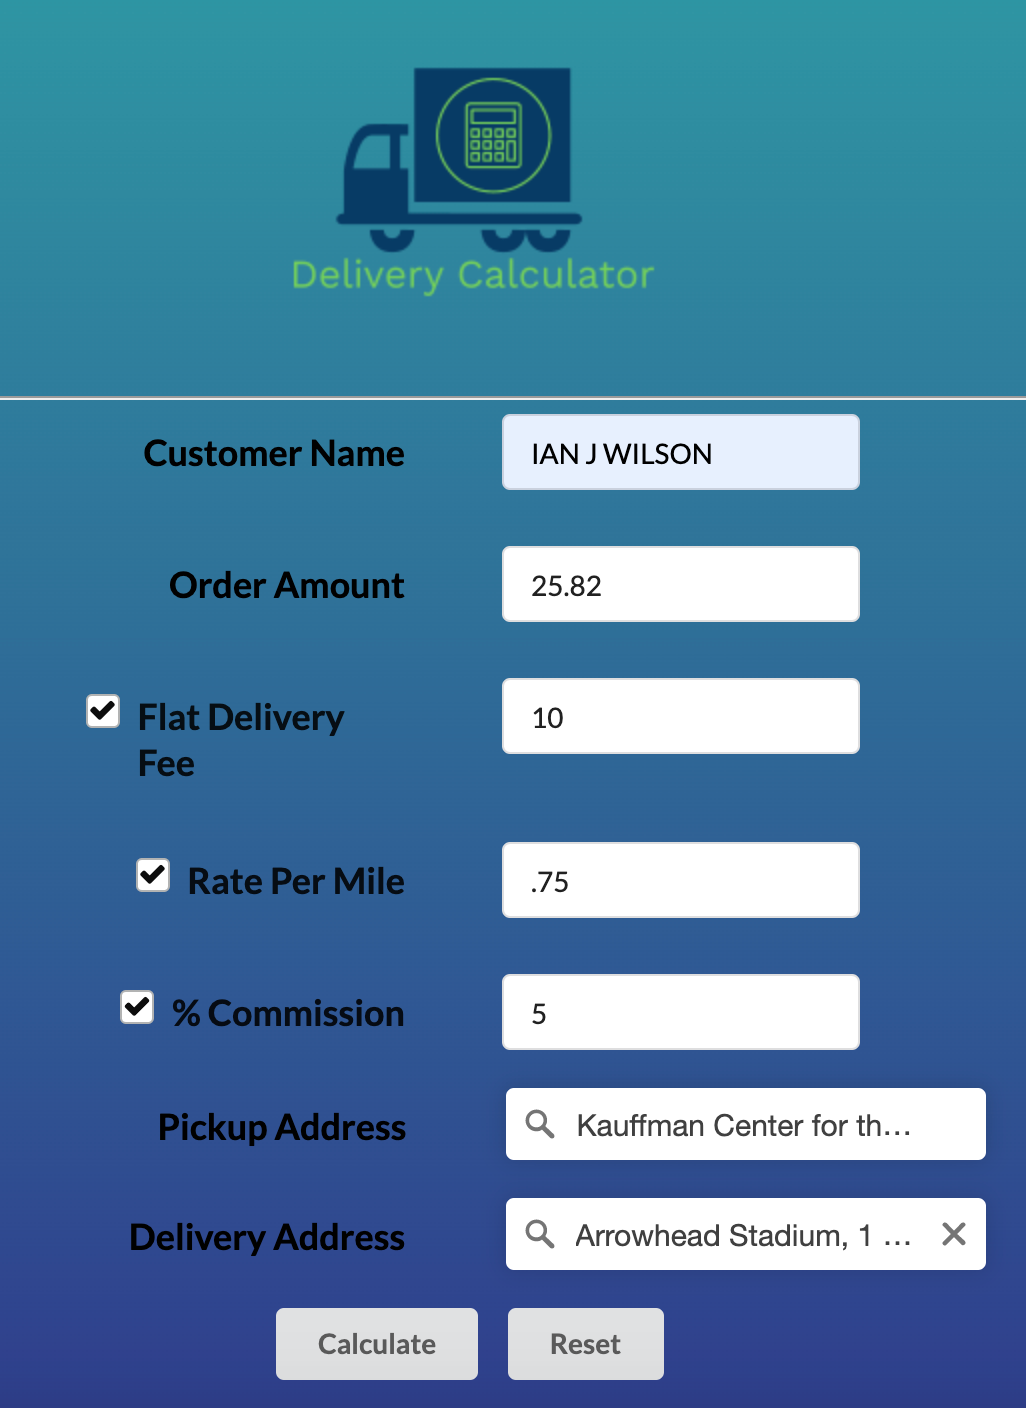 Delivery Calculator
Customer Name
IAN J WILSON
Order Amount
25.82
Flat Delivery
Fee
10
Rate Per Mile
.75
% Commission
5
Pickup Address
Kauffman Center for th...
Delivery Address
Arrowhead Stadium, 1 ...
Calculate
Reset